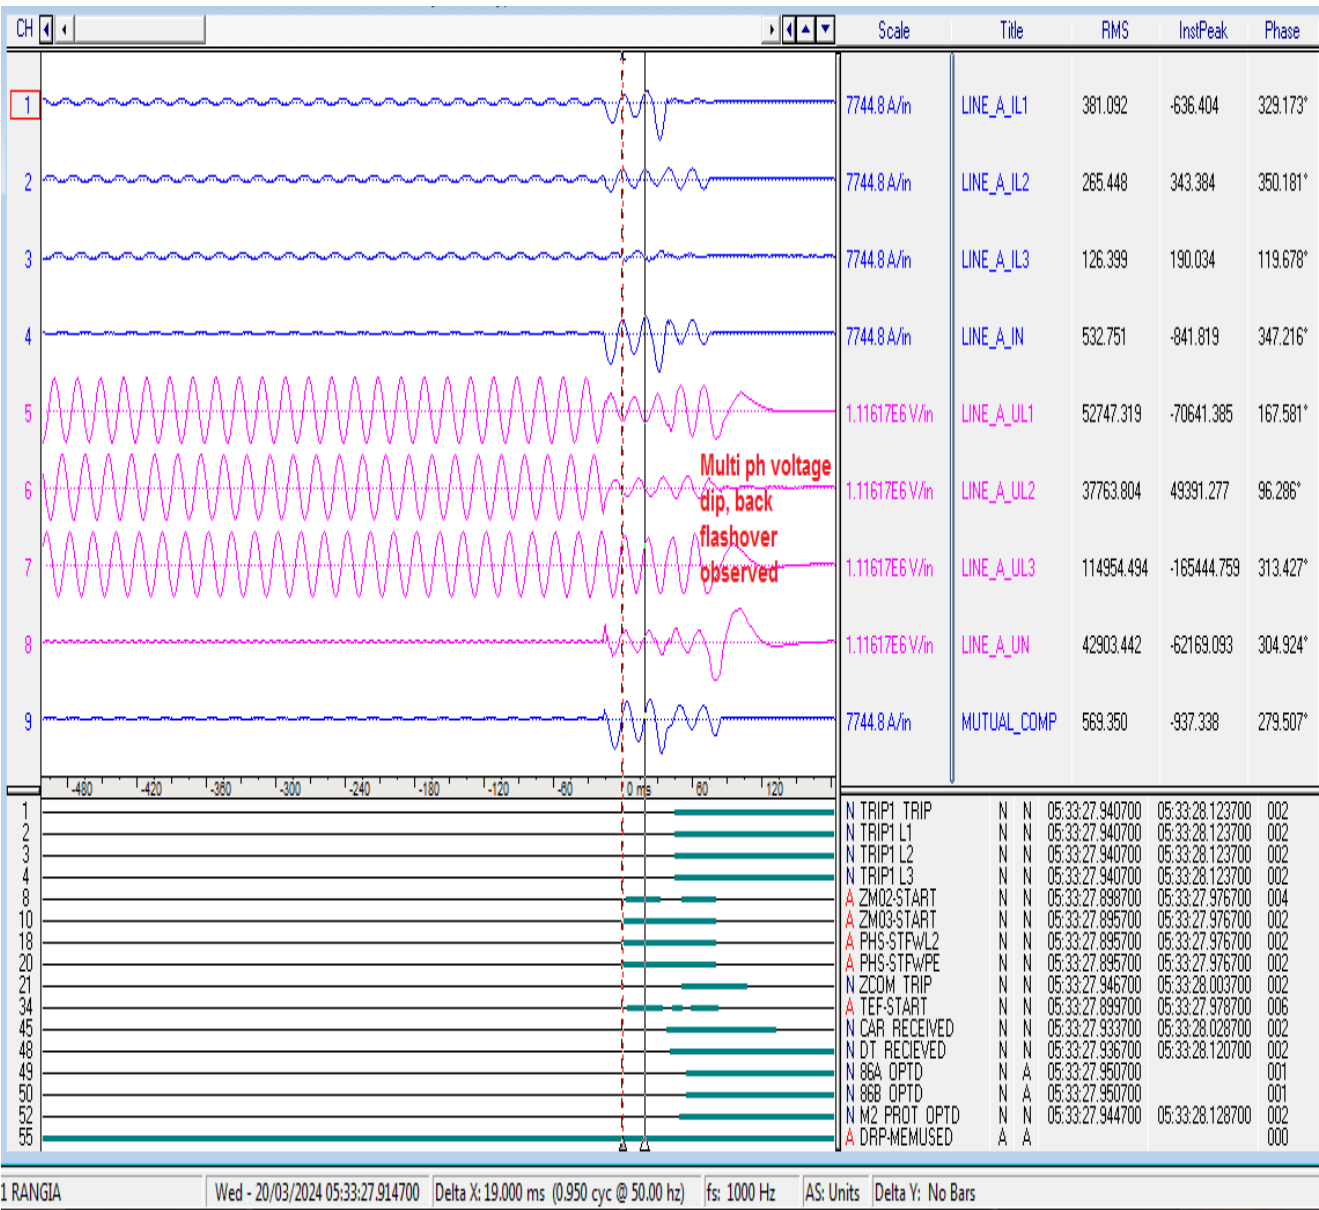 CH Scale Title RMS InstPeak Phase
1 7744.8 A/in LINE_A_IL1 381.092 -636.404 329.173°
2 7744.8 A/in LINE_A_IL2 265.448 343.384 350.181°
3 7744.8 A/in LINE_A_IL3 126.399 190.034 119.678°
4 7744.8 A/in LINE_A_IN 532.751 -841.819 347.216°
5 1.11617E6 V/in LINE_A_UL1 52747.319 -70641.385 167.581°
Multi ph voltage
6 1.11617E6 V/in LINE_A_UL2 37763.804 49391.277 96.286°
dip, back
flashover
7 1.11617E6 V/in LINE_A_UL3 114954.494 -165444.759 313.427°
observed
8 1.11617E6 V/in LINE_A_UN 42903.442 -62169.093 304.924°
9 7744.8 A/in MUTUAL_COMP 569.350 -937.338 279.507°
-480 -420 -360 -300 -240 -180 -120 -60 0 ms 60 120
1 N TRIP1 TRIP N N 05:33:27.940700 05:33:28.123700 002
2 N TRIP1 L1 N N 05:33:27.940700 05:33:28.123700 002
3 N TRIP1 L2 N N 05:33:27.940700 05:33:28.123700 002
4 N TRIP1 L3 N N 05:33:27.940700 05:33:28.123700 002
8 A ZM02-START N N 05:33:27.898700 05:33:27.976700 004
10 A ZM03-START N N 05:33:27.895700 05:33:27.976700 002
18 A PHS-STFWL2 N N 05:33:27.895700 05:33:27.976700 002
20 A PHS-STFWPE N N 05:33:27.895700 05:33:27.976700 002
21 N ZCOM TRIP N N 05:33:27.946700 05:33:28.003700 002
34 A TEF-START N N 05:33:27.899700 05:33:27.978700 006
45 N CAR RECEIVED N N 05:33:27.933700 05:33:28.028700 002
48 N DT RECIEVED N N 05:33:27.936700 05:33:28.120700 002
49 N 86A OPTD N A 05:33:27.950700 001
50 N 86B OPTD N A 05:33:27.950700 001
52 N M2 PROT OPTD N N 05:33:27.944700 05:33:28.128700 002
55 A DRP-MEMUSED A A 000
1 RANGIA Wed - 20/03/2024 05:33:27.914700 Delta X: 19.000 ms (0.950 cyc @ 50.00 hz) fs: 1000 Hz AS: Units Delta Y: No Bars